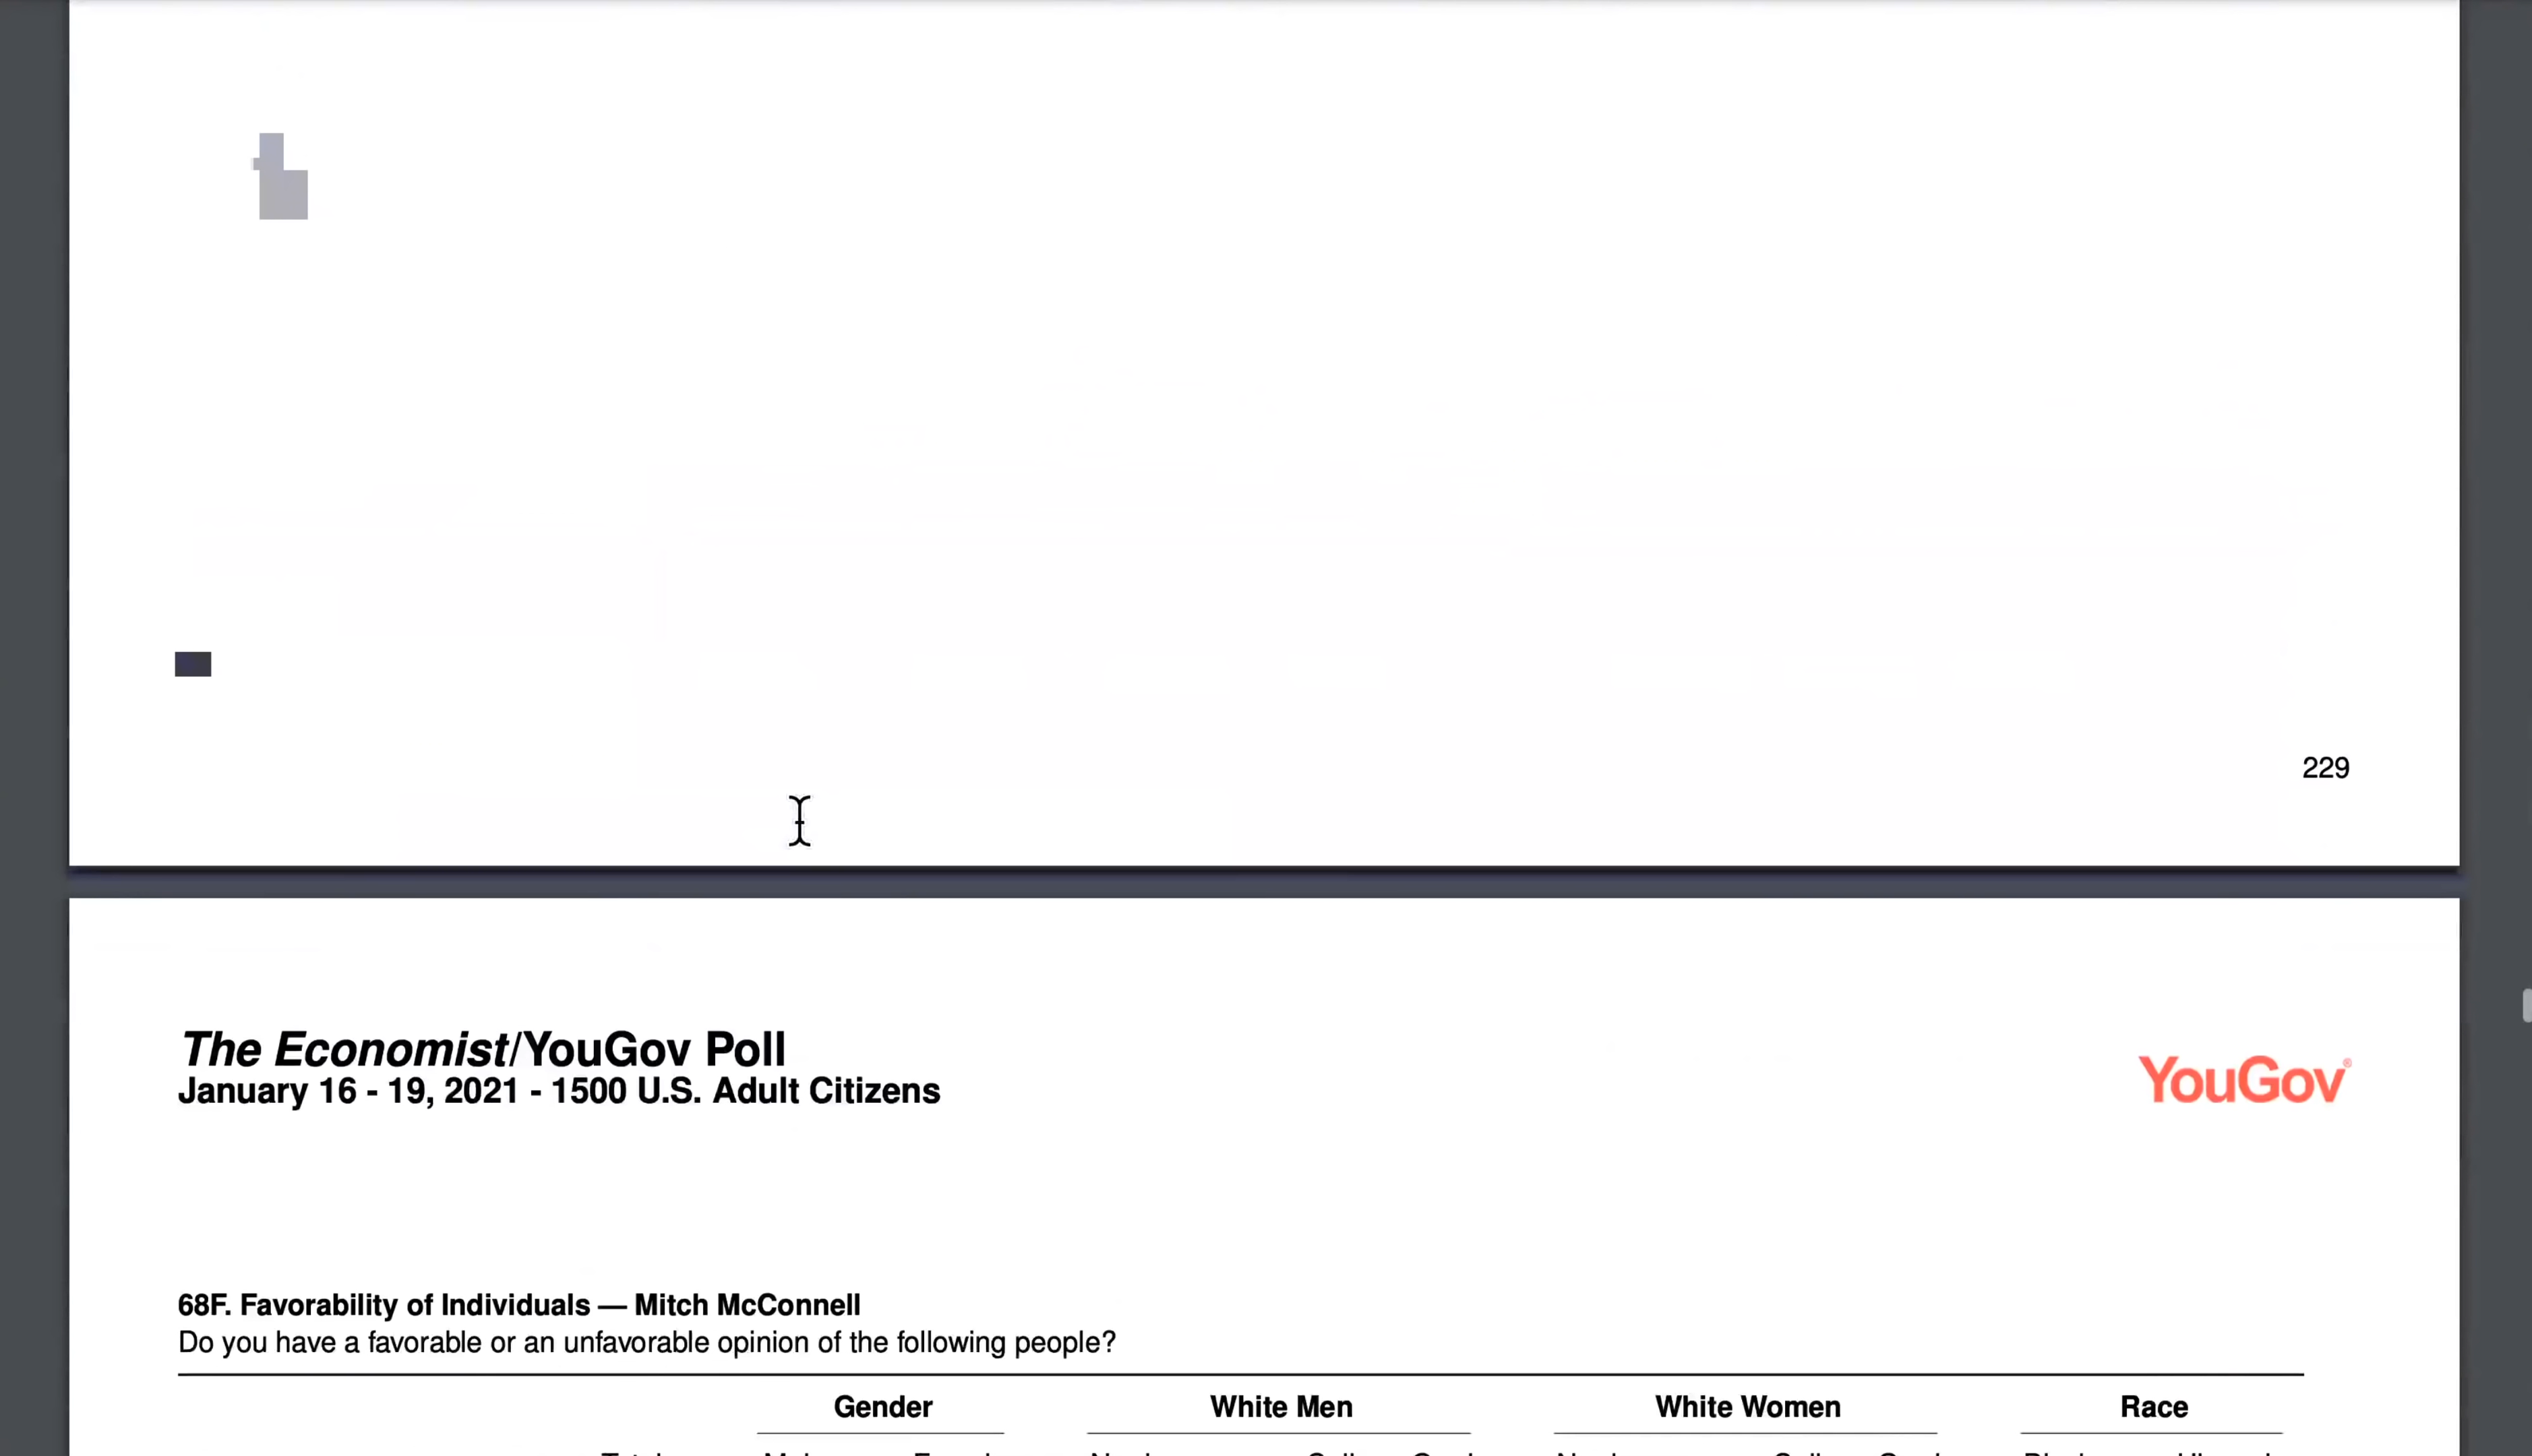 229
The Economist/YouGov Poll
January 16 - 19, 2021 - 1500 U.S. Adult Citizens
YouGov®
68F. Favorability of Individuals — Mitch McConnell
Do you have a favorable or an unfavorable opinion of the following people?
Gender White Men White Women Race